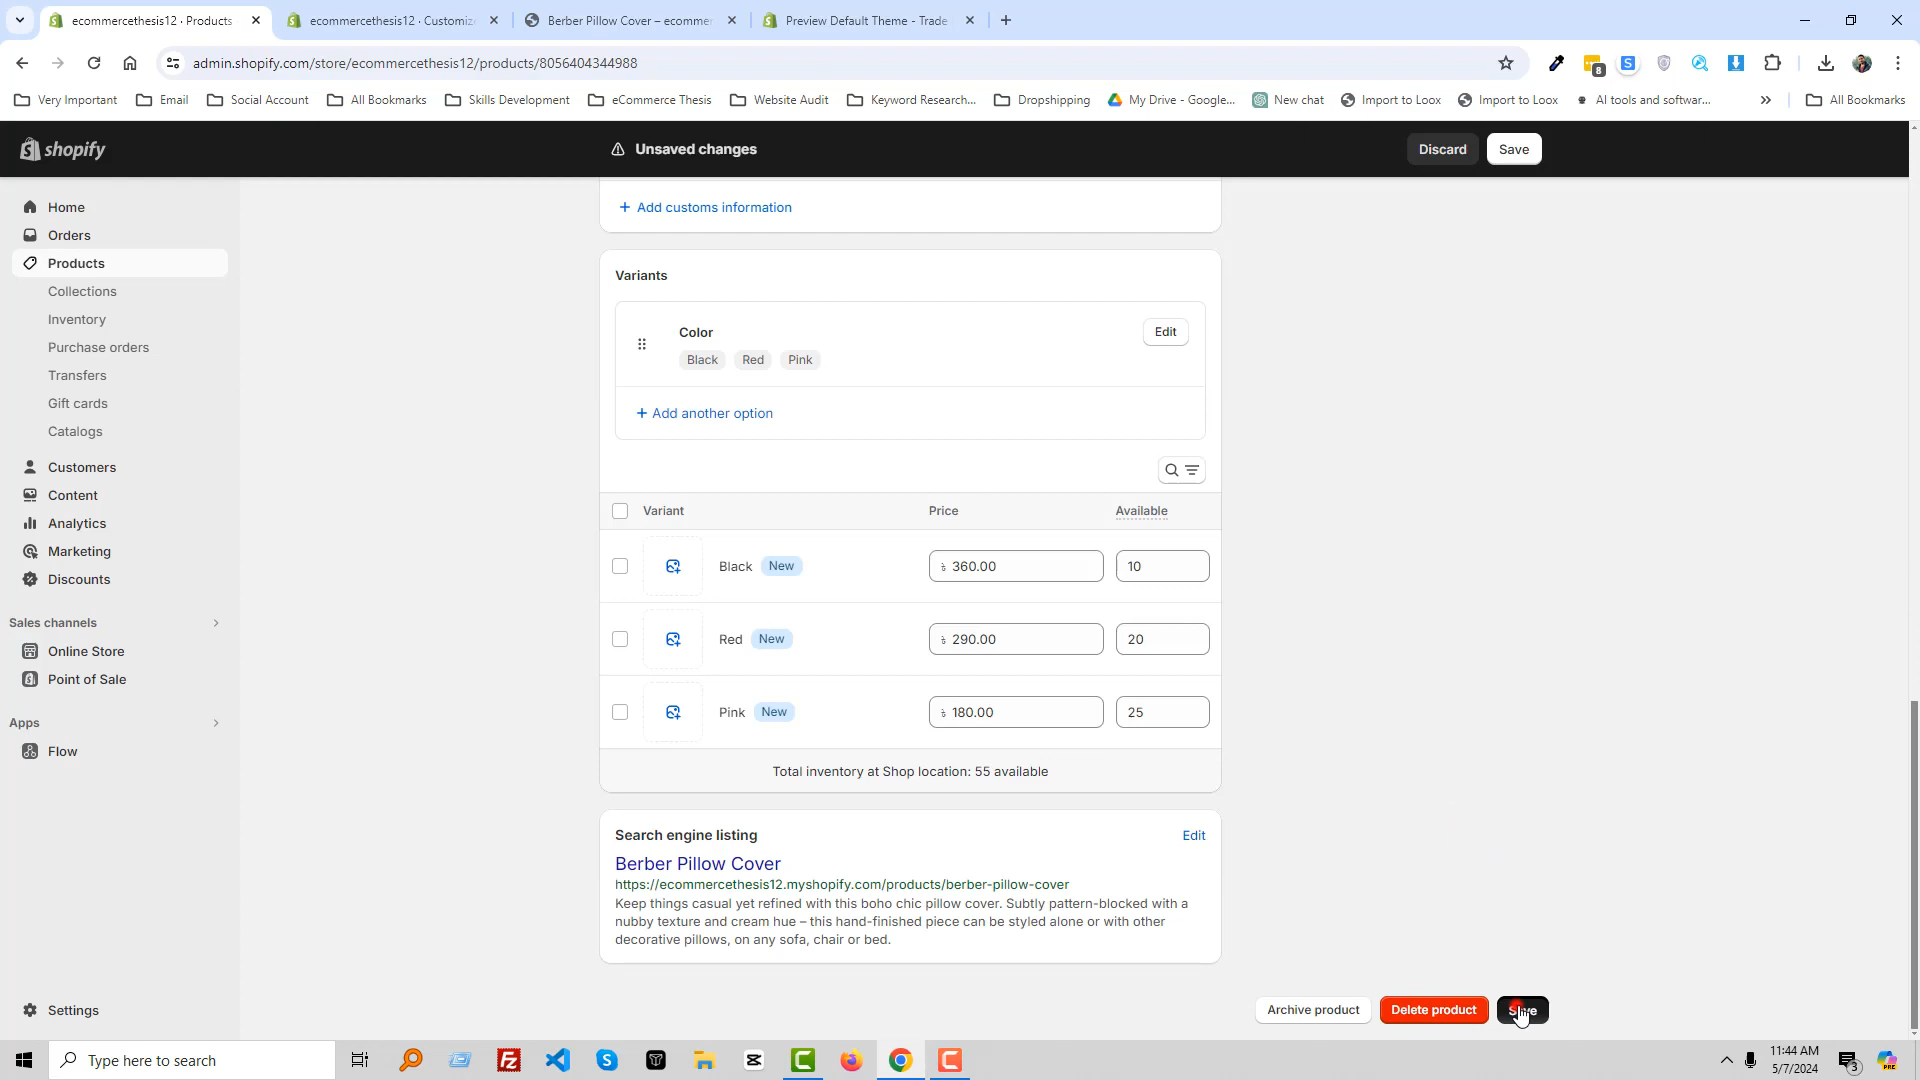 ecommercethesis12 · Products
ecommercethesis12 · Customize
Berber Pillow Cover – ecommer
Preview Default Theme - Trade
admin.shopify.com/store/ecommercethesis12/products/8056404344988
8
Very Important
Email
Social Account
All Bookmarks
Skills Development
eCommerce Thesis
Website Audit
Keyword Research...
Dropshipping
My Drive - Google...
New chat
Import to Loox
Import to Loox
AI tools and softwar...
All Bookmarks
shopify
Unsaved changes
Discard
Save
Home
Orders
Products
Collections
Inventory
Purchase orders
Transfers
Gift cards
Catalogs
Customers
Content
Analytics
Marketing
Discounts
Sales channels
Online Store
Point of Sale
Apps
Flow
Settings
+ Add customs information
Variants
Color
Edit
Black Red Pink
+ Add another option
Variant Price Available
Black New ৳ 360.00 10
Red New ৳ 290.00 20
Pink New ৳ 180.00 25
Total inventory at Shop location: 55 available
Search engine listing
Edit
Berber Pillow Cover
https://ecommercethesis12.myshopify.com/products/berber-pillow-cover
Keep things casual yet refined with this boho chic pillow cover. Subtly pattern-blocked with a
nubby texture and cream hue – this hand-finished piece can be styled alone or with other
decorative pillows, on any sofa, chair or bed.
Archive product
Delete product
Save
Type here to search
11:44 AM
5/7/2024
3
PRE